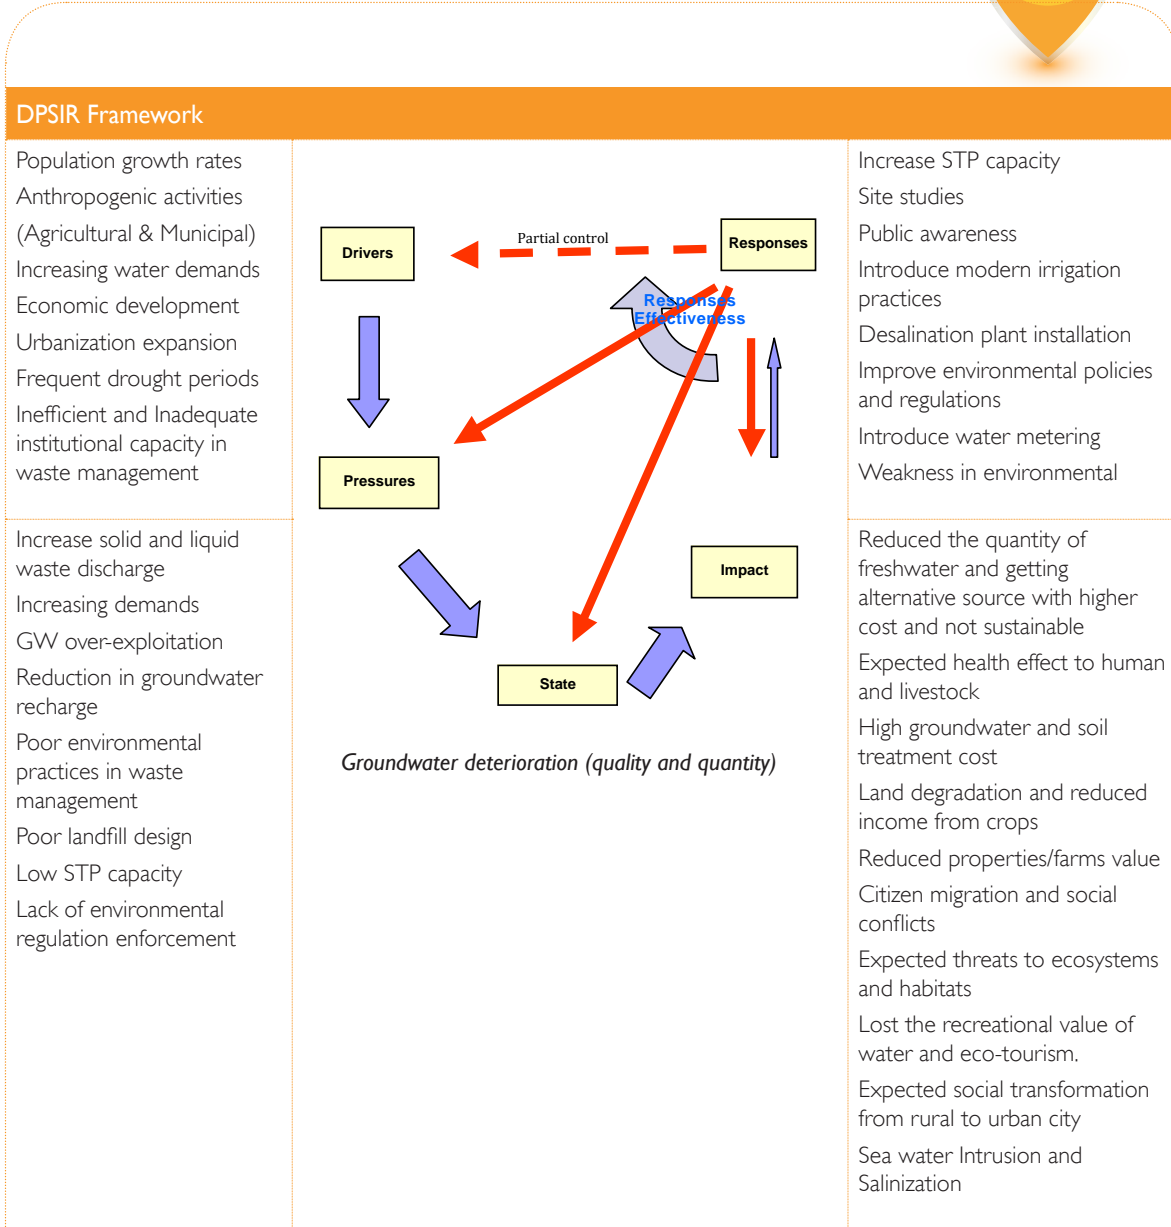 DPSIR Framework
Population growth rates
Anthropogenic activities
(Agricultural & Municipal)
Increasing water demands
Economic development
Urbanization expansion
Frequent drought periods
Inefficient and Inadequate
institutional capacity in
waste management
Drivers
Partial control
Responses
Responses
Effectiveness
Pressures
Impact
State
Groundwater deterioration (quality and quantity)
Increase STP capacity
Site studies
Public awareness
Introduce modern irrigation
practices
Desalination plant installation
Improve environmental policies
and regulations
Introduce water metering
Weakness in environmental
Increase solid and liquid
waste discharge
Increasing demands
GW over-exploitation
Reduction in groundwater
recharge
Poor environmental
practices in waste
management
Poor landfill design
Low STP capacity
Lack of environmental
regulation enforcement
Reduced the quantity of
freshwater and getting
alternative source with higher
cost and not sustainable
Expected health effect to human
and livestock
High groundwater and soil
treatment cost
Land degradation and reduced
income from crops
Reduced properties/farms value
Citizen migration and social
conflicts
Expected threats to ecosystems
and habitats
Lost the recreational value of
water and eco-tourism.
Expected social transformation
from rural to urban city
Sea water Intrusion and
Salinization